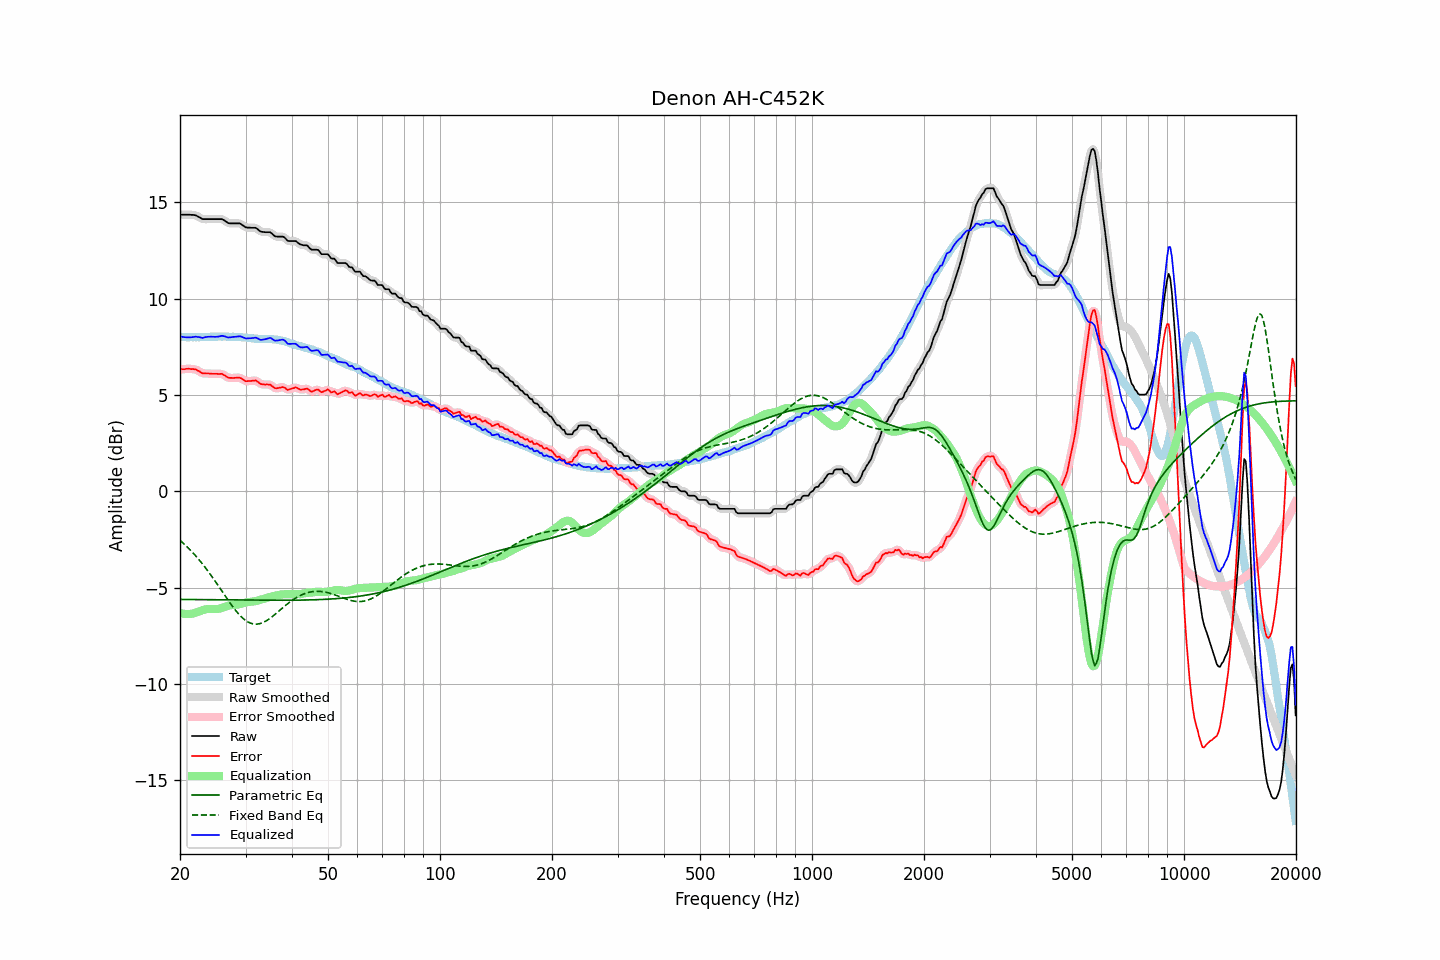 Denon AH-C452K
Amplitude (dBr)
15
10
5
0
−5
−10
−15
Target
Raw Smoothed
Error Smoothed
Raw
Error
Equalization
Parametric Eq
Fixed Band Eq
Equalized
20 50 100 200 500 1000 2000 5000 10000 20000
Frequency (Hz)